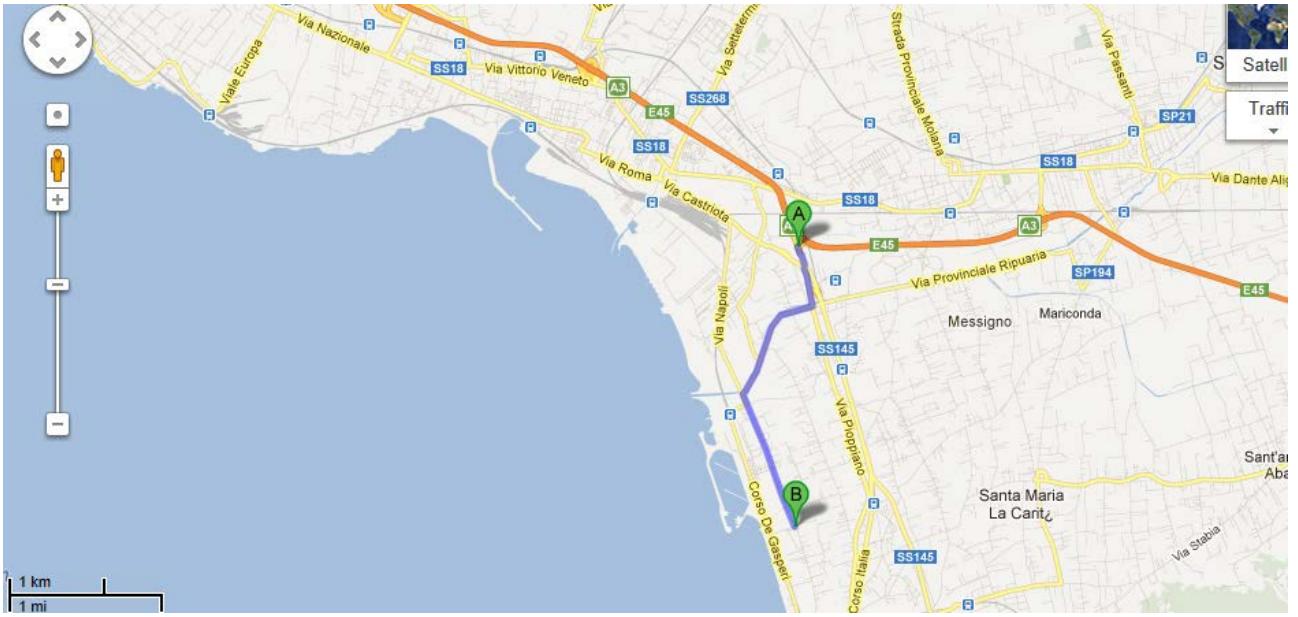 Via Nazionale
Viale Europa
SS18
Via Vittorio Veneto
A3
Via Settetermini
SS268
E45
SS18
Via Roma
Via Castriota
Strada Provinciale Molana
Via Passanti
SP21
SS18
Via Dante Alig
Satell
Traffi
SS18
A
A3
E45
Via Provinciale Ripuaria
SP194
E45
Via Napoli
Messigno
Mariconda
SS145
Via Pioppiano
B
Corso De Gasperi
Santa Maria
La Carit¿
Sant'an
Aba
Via Stabia
SS145
Corso Italia
1 km
1 mi